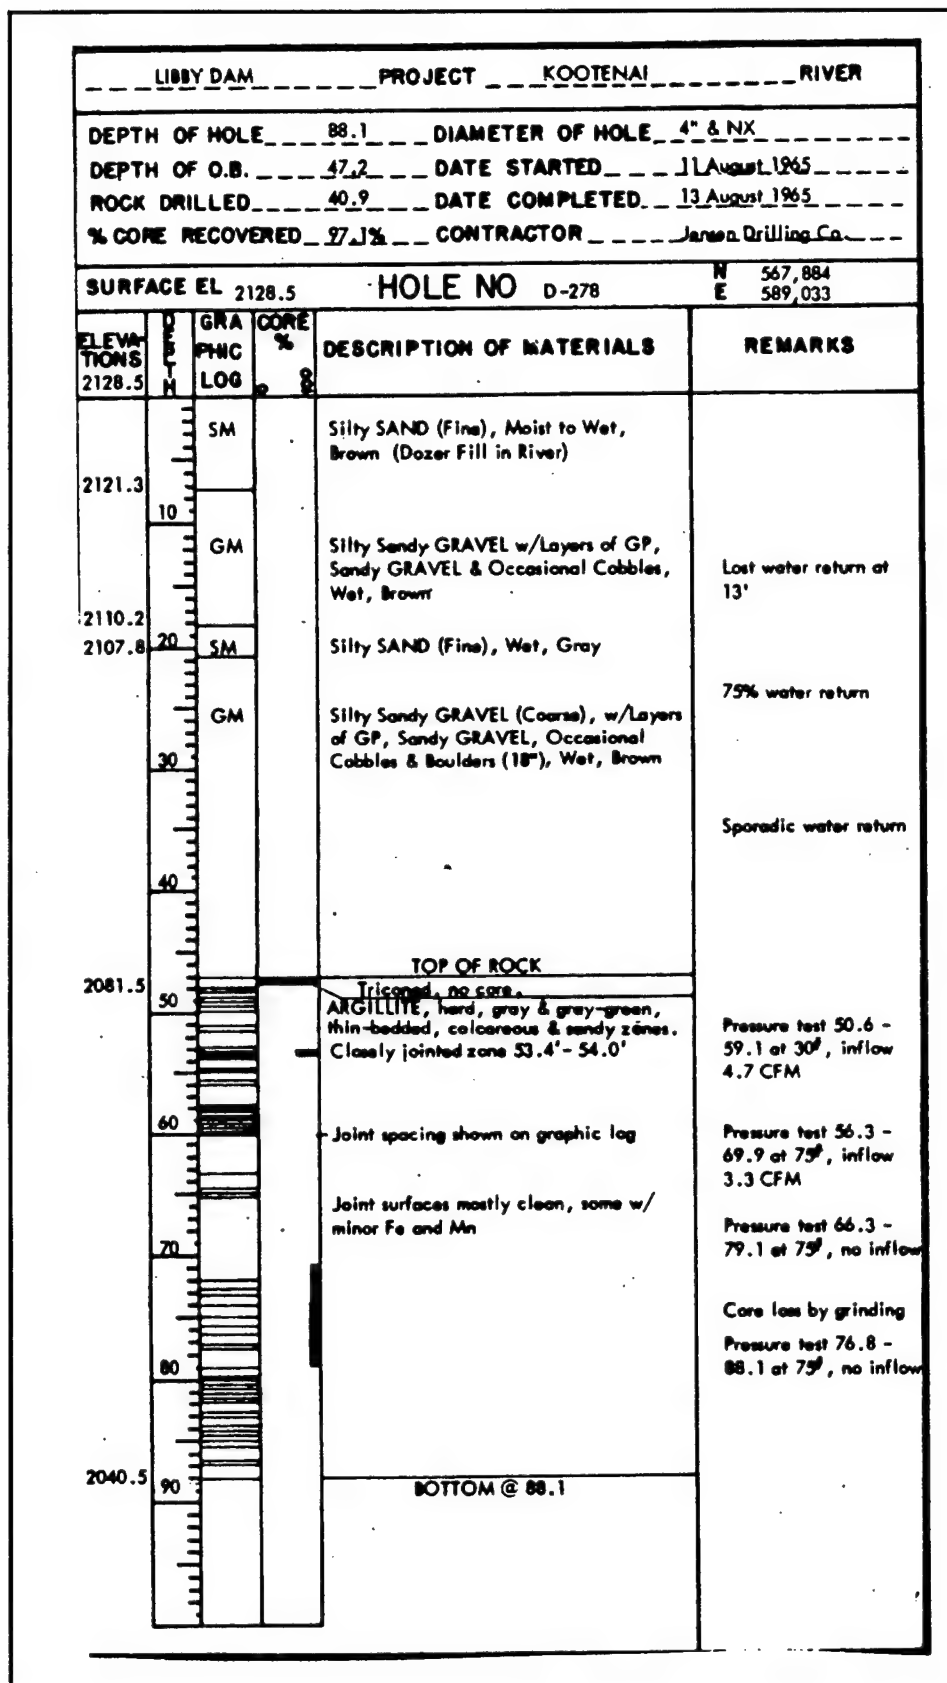 LIBBY DAM PROJECT KOOTENAI RIVER
DEPTH OF HOLE 88.1 DIAMETER OF HOLE 4" & NX
DEPTH OF O.B. 47.2 DATE STARTED 11 August 1965
ROCK DRILLED 40.9 DATE COMPLETED 13 August 1965
% CORE RECOVERED 97.1% CONTRACTOR Jensen Drilling Co.
SURFACE EL 2128.5 HOLE NO D-278 N 567,884
E 589,033
ELEVATIONS 2128.5
DEPTH
GRAPHIC LOG
CORE %
0 100
DESCRIPTION OF MATERIALS
REMARKS
SM
Silty SAND (Fine), Moist to Wet,
Brown (Dozer Fill in River)
2121.3
10
GM
Silty Sandy GRAVEL w/Layers of GP,
Sandy GRAVEL & Occasional Cobbles,
Wet, Brown
Lost water return at
13'
2110.2
2107.8 20 SM Silty SAND (Fine), Wet, Gray
75% water return
GM
Silty Sandy GRAVEL (Coarse), w/Layers
of GP, Sandy GRAVEL, Occasional
Cobbles & Boulders (18"), Wet, Brown
30
Sporadic water return
40
TOP OF ROCK
2081.5
Triconed, no core.
50
ARGILLITE, hard, gray & gray-green,
thin-bedded, calcareous & sandy zones.
Closely jointed zone 53.4'- 54.0'
Pressure test 50.6 -
59.1 at 30#, inflow
4.7 CFM
60
Joint spacing shown on graphic log
Pressure test 56.3 -
69.9 at 75#, inflow
3.3 CFM
Joint surfaces mostly clean, some w/
minor Fe and Mn
Pressure test 66.3 -
79.1 at 75#, no inflow
70
Core loss by grinding
Pressure test 76.8 -
88.1 at 75#, no inflow
80
2040.5
90
BOTTOM @ 88.1